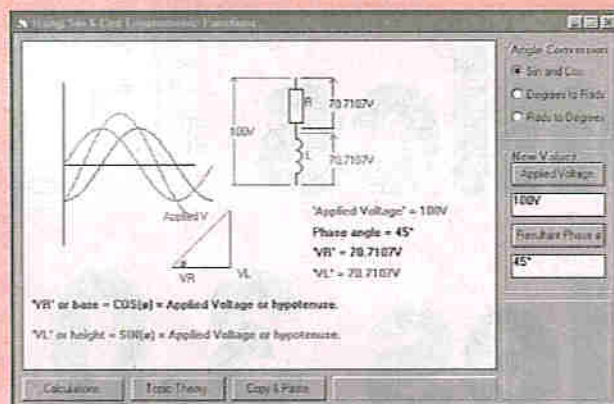 Using Sin & Cos Trigonometric Functions
Angle Conversion
Sin and Cos
Degrees to Rads
Rads to Degrees
R
70.7107V
100V
L
70.7107V
New Values
Applied Voltage
100V
Resultant Phase ø
45°
Applied V
VR
VL
'Applied Voltage' = 100V
Phase angle = 45°
'VR' = 70.7107V
'VL' = 70.7107V
'VR' or base = COS(ø) × Applied Voltage or hypotenuse.
'VL' or height = SIN(ø) × Applied Voltage or hypotenuse.
Calculations
Topic Theory
Copy & Paste